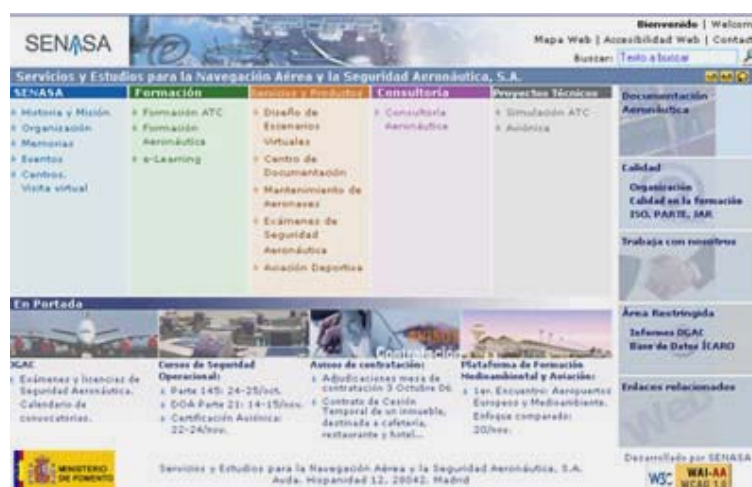 Bienvenido | Welcom
Mapa Web | Accesibilidad Web | Contact
SENASA
Buscar: Texto a buscar
Servicios y Estudios para la Navegación Aérea y la Seguridad Aeronáutica, S.A.
SENASA
Historia y Misión
Organización
Memorias
Eventos
Centros.
Visita virtual
Formación
Formación ATC
Formación
Aeronáutica
e-Learning
Servicios y Productos
Diseño de
Escenarios
Virtuales
Centro de
Documentación
Mantenimiento de
Aeronaves
Exámenes de
Seguridad
Aeronáutica
Aviación Deportiva
Consultoría
Consultoría
Aeronáutica
Proyectos Técnicos
Simulación ATC
Aviónica
Documentación
Aeronáutica
Calidad
Organización
Calidad en la formación
ISO, PARTE, JAR
Trabaja con nosotros
Área Restringida
Informes DGAC
Base de Datos ÍCARO
Enlaces relacionados
En Portada
DGAC
Exámenes y licencias de
Seguridad Aeronáutica.
Calendario de
convocatorias.
Cursos de Seguridad
Operacional:
Parte 145: 24-25/oct.
DOA Parte 21: 14-15/nov.
Certificación Aviónica:
22-24/nov.
avisos
Contratación
Avisos de contratación:
Adjudicaciones mesa de
contratación 3 Octubre 06
Contrato de Cesión
Temporal de un inmueble,
destinada a cafetería,
restaurante y hotel...
Plataforma de Formación
Medioambiental y Aviación:
1er. Encuentro: Aeropuertos
Europeos y Medioambiente.
Enfoque comparado:
20/nov.
MINISTERIO
DE FOMENTO
Servicios y Estudios para la Navegación Aérea y la Seguridad Aeronáutica, S.A.
Avda. Hispanidad 12, 28042. Madrid
Desarrollado por SENASA
W3C WAI-AA
WCAG 1.0